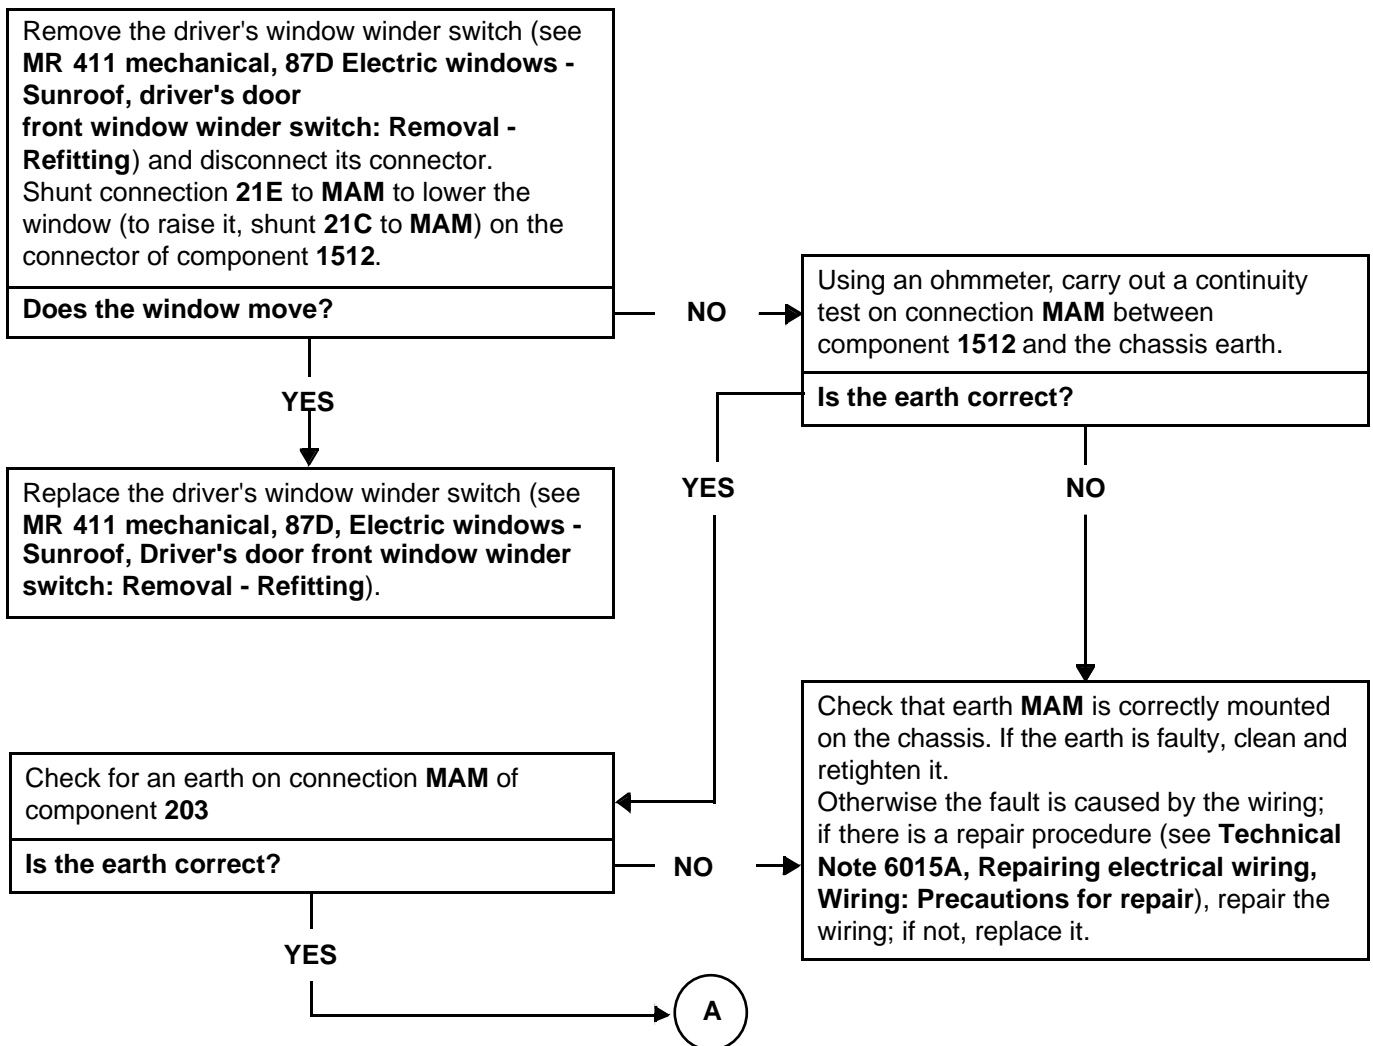 Remove the driver's window winder switch (see
MR 411 mechanical, 87D Electric windows -
Sunroof, driver's door
front window winder switch: Removal -
Refitting) and disconnect its connector.
Shunt connection 21E to MAM to lower the
window (to raise it, shunt 21C to MAM) on the
connector of component 1512.
Does the window move?
NO
Using an ohmmeter, carry out a continuity
test on connection MAM between
component 1512 and the chassis earth.
Is the earth correct?
YES
Replace the driver's window winder switch (see
MR 411 mechanical, 87D, Electric windows -
Sunroof, Driver's door front window winder
switch: Removal - Refitting).
YES
NO
Check for an earth on connection MAM of
component 203
Is the earth correct?
NO
Check that earth MAM is correctly mounted
on the chassis. If the earth is faulty, clean and
retighten it.
Otherwise the fault is caused by the wiring;
if there is a repair procedure (see Technical
Note 6015A, Repairing electrical wiring,
Wiring: Precautions for repair), repair the
wiring; if not, replace it.
YES
A